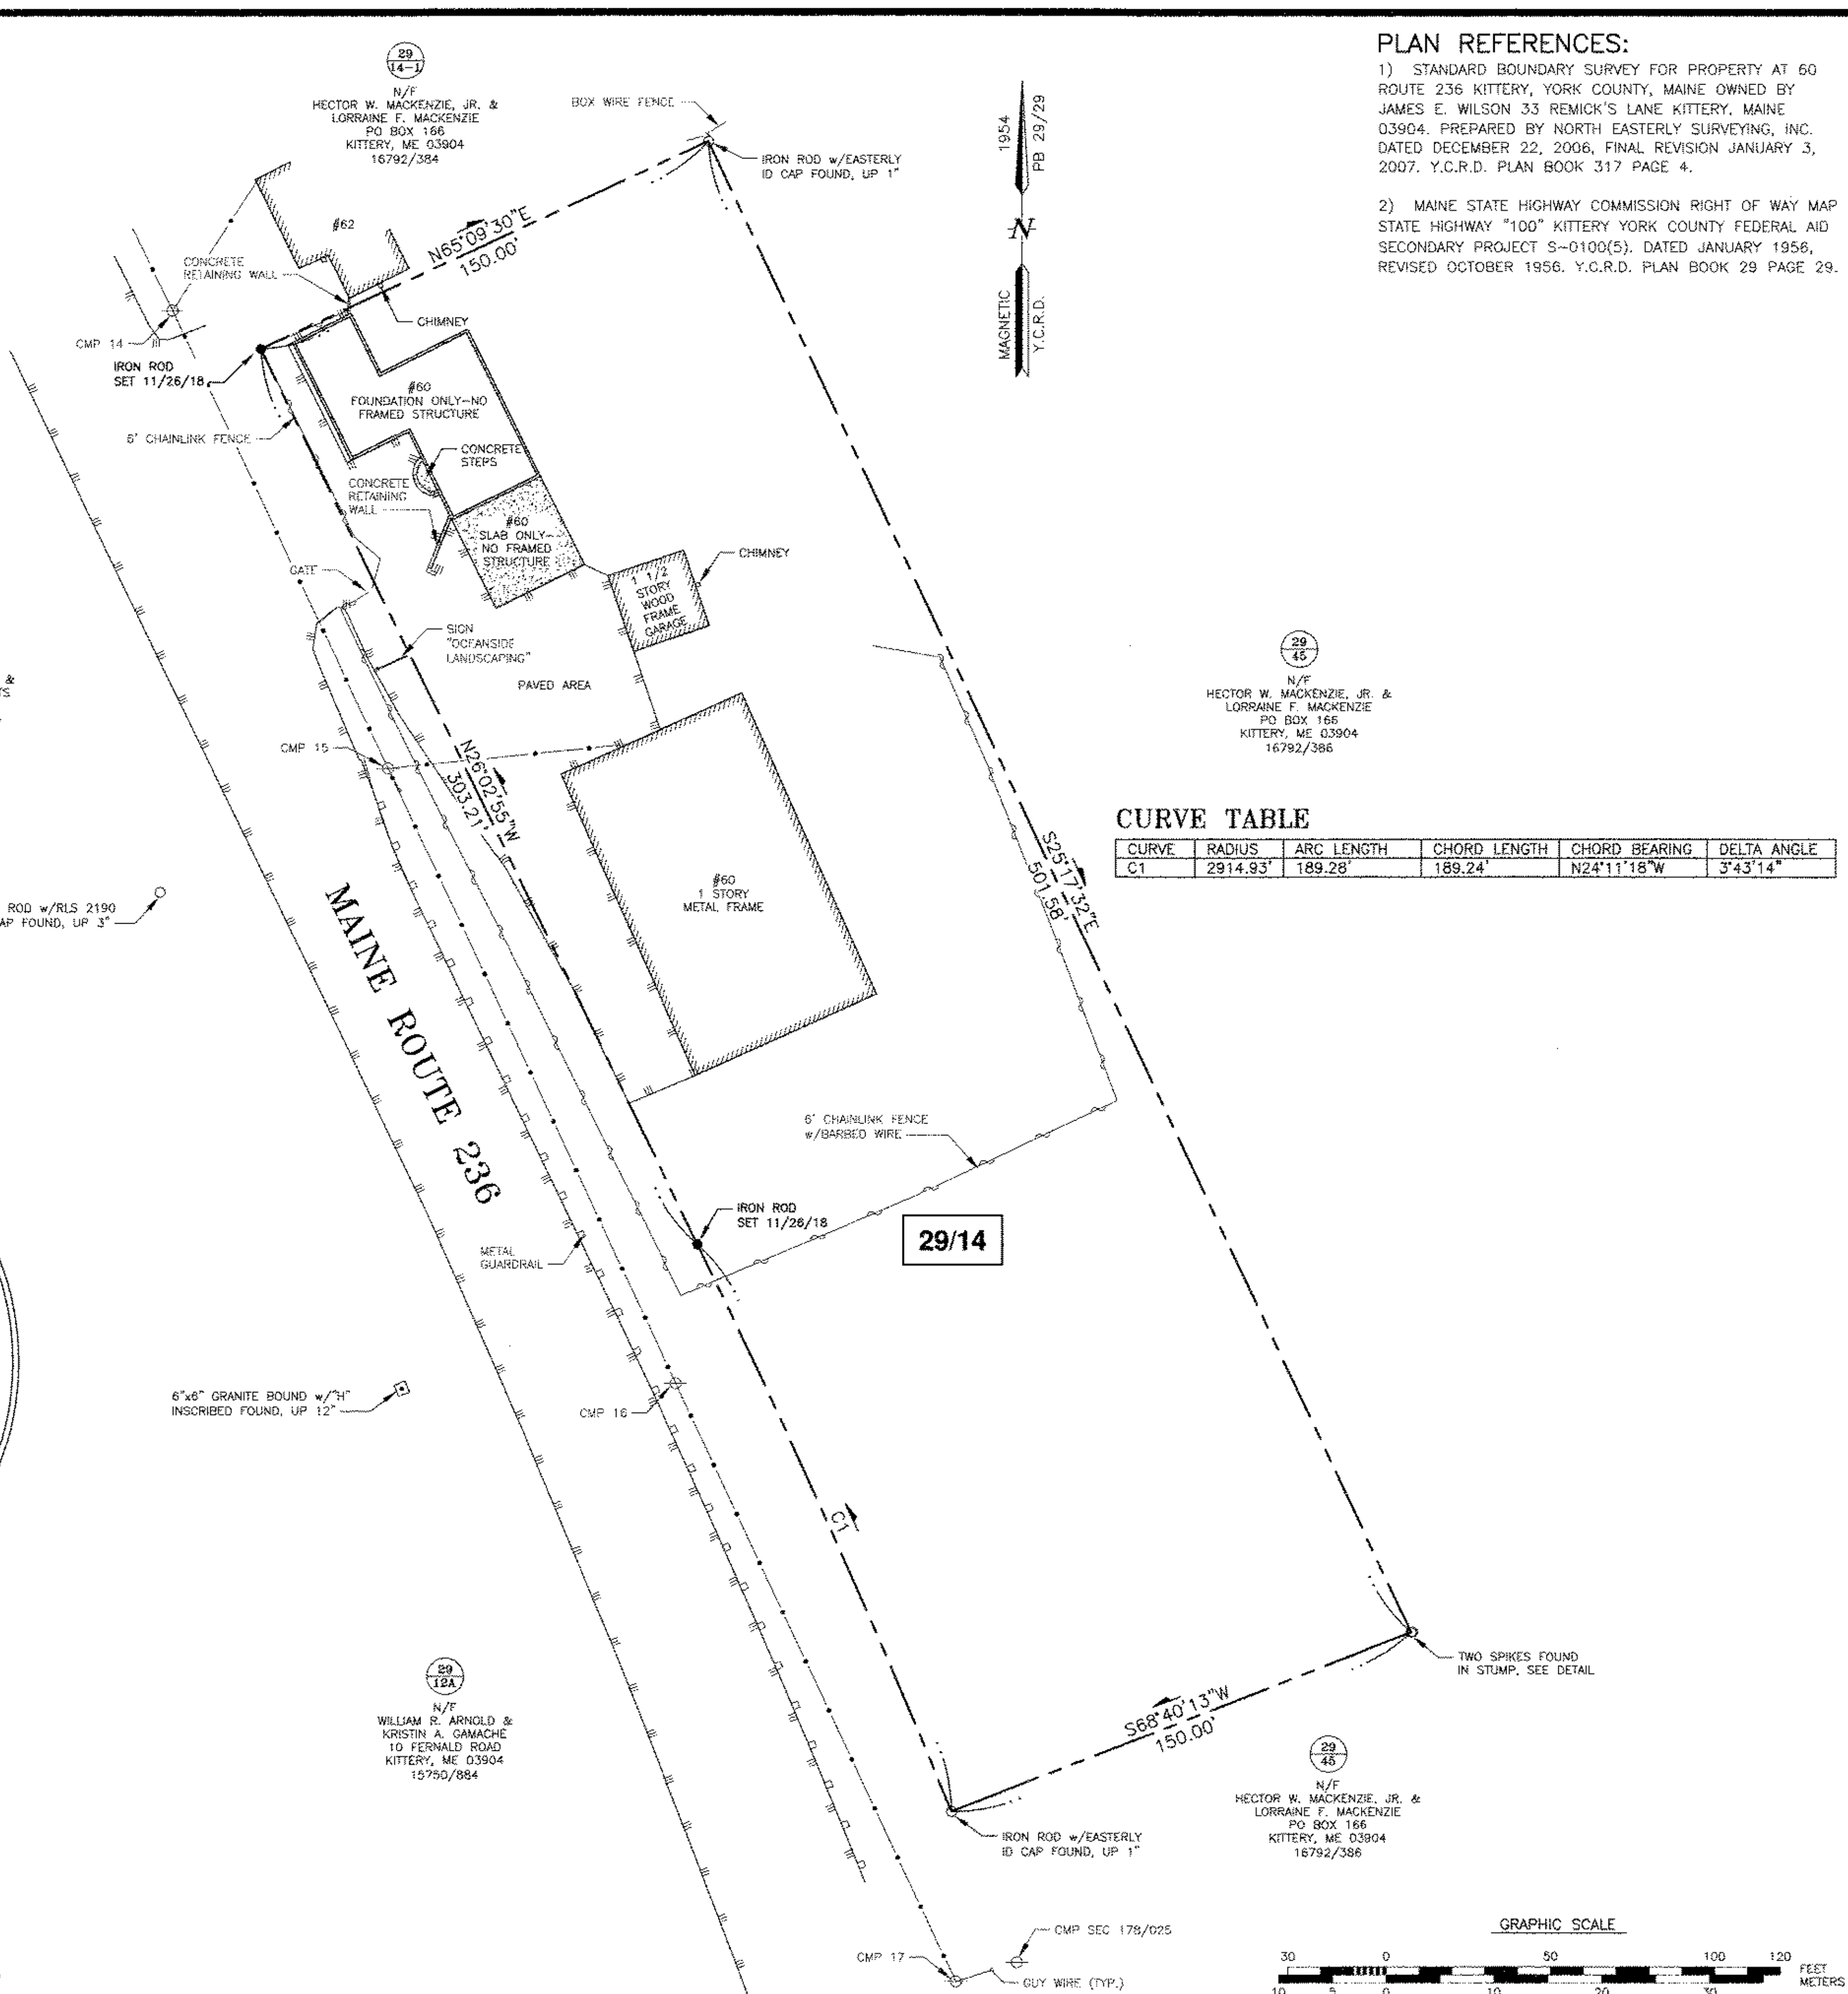 PLAN REFERENCES:
1) STANDARD BOUNDARY SURVEY FOR PROPERTY AT 60
ROUTE 236 KITTERY, YORK COUNTY, MAINE OWNED BY
JAMES E. WILSON 33 REMICK'S LANE KITTERY, MAINE
03904. PREPARED BY NORTH EASTERLY SURVEYING, INC.
DATED DECEMBER 22, 2006, FINAL REVISION JANUARY 3,
2007. Y.C.R.D. PLAN BOOK 317 PAGE 4.
2) MAINE STATE HIGHWAY COMMISSION RIGHT OF WAY MAP
STATE HIGHWAY "100" KITTERY YORK COUNTY FEDERAL AID
SECONDARY PROJECT S-0100(5). DATED JANUARY 1956,
REVISED OCTOBER 1956. Y.C.R.D. PLAN BOOK 29 PAGE 29.
29
14-1
N/F
HECTOR W. MACKENZIE, JR. &
LORRAINE F. MACKENZIE
PO BOX 166
KITTERY, ME 03904
16792/384
BOX WIRE FENCE
IRON ROD w/EASTERLY
ID CAP FOUND, UP 1"
1954
PB 29/29
N
MAGNETIC
Y.C.R.D.
#62
CONCRETE
RETAINING WALL
N65°09'30"E
150.00'
CHIMNEY
CMP 14
IRON ROD
SET 11/26/18
#60
FOUNDATION ONLY-NO
FRAMED STRUCTURE
6' CHAINLINK FENCE
CONCRETE
STEPS
CONCRETE
RETAINING
WALL
#60
SLAB ONLY-
NO FRAMED
STRUCTURE
CHIMNEY
GATE
1 1/2
STORY
WOOD
FRAME
GARAGE
SIGN
"OCEANSIDE
LANDSCAPING"
PAVED AREA
&
TS
29
45
N/F
HECTOR W. MACKENZIE, JR. &
LORRAINE F. MACKENZIE
PO BOX 166
KITTERY, ME 03904
16792/386
CMP 15
N26°02'55"W
303.21'
S25°17'32"E
501.58'
CURVE TABLE
CURVE RADIUS ARC LENGTH CHORD LENGTH CHORD BEARING DELTA ANGLE
C1 2914.93' 189.28' 189.24' N24°11'18"W 3°43'14"
#60
1 STORY
METAL FRAME
ROD w/RLS 2190
AP FOUND, UP 3"
MAINE ROUTE 236
6' CHAINLINK FENCE
w/BARBED WIRE
IRON ROD
SET 11/26/18
29/14
METAL
GUARDRAIL
6"x6" GRANITE BOUND w/"H"
INSCRIBED FOUND, UP 12"
CMP 16
C1
TWO SPIKES FOUND
IN STUMP, SEE DETAIL
29
12A
N/F
WILLIAM R. ARNOLD &
KRISTIN A. GAMACHE
10 FERNALD ROAD
KITTERY, ME 03904
15750/884
S68°40'13"W
150.00'
29
45
N/F
HECTOR W. MACKENZIE, JR. &
LORRAINE F. MACKENZIE
PO BOX 166
KITTERY, ME 03904
16792/386
IRON ROD w/EASTERLY
ID CAP FOUND, UP 1"
CMP SEC 178/025
CMP 17
GUY WIRE (TYP.)
GRAPHIC SCALE
30 0 50 100 120
FEET
METERS
10 5 0 10 20 30